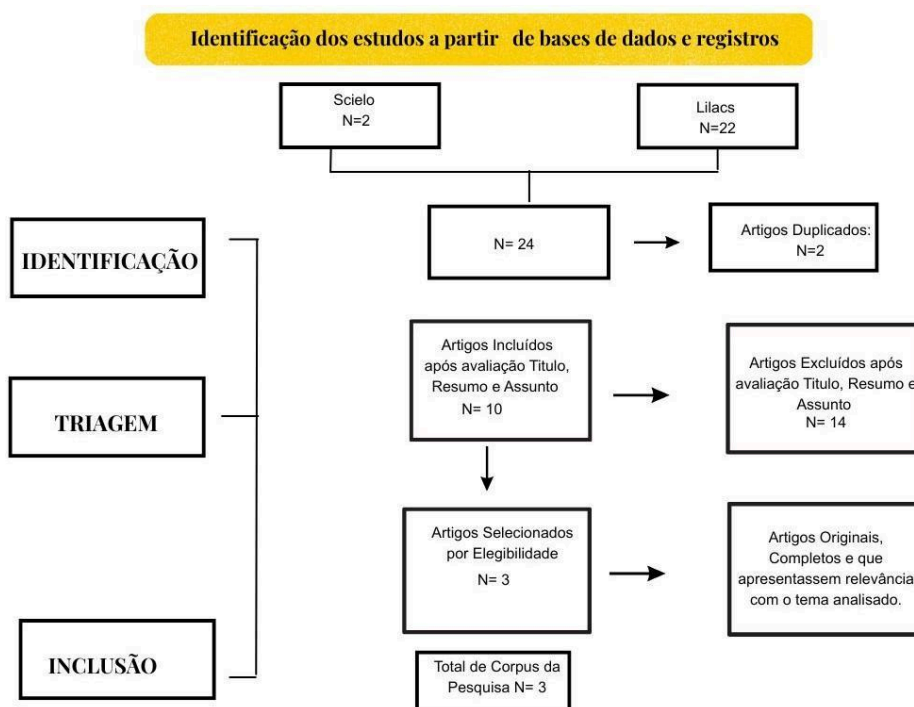 Identificação dos estudos a partir de bases de dados e registros
Scielo
N=2
Lilacs
N=22
IDENTIFICAÇÃO
N= 24
Artigos Duplicados:
N=2
TRIAGEM
Artigos Incluídos
após avaliação Titulo,
Resumo e Assunto
N= 10
Artigos Excluídos após
avaliação Titulo, Resumo e
Assunto
N= 14
Artigos Selecionados
por Elegibilidade
N= 3
Artigos Originais,
Completos e que
apresentassem relevância
com o tema analisado.
INCLUSÃO
Total de Corpus da
Pesquisa N= 3